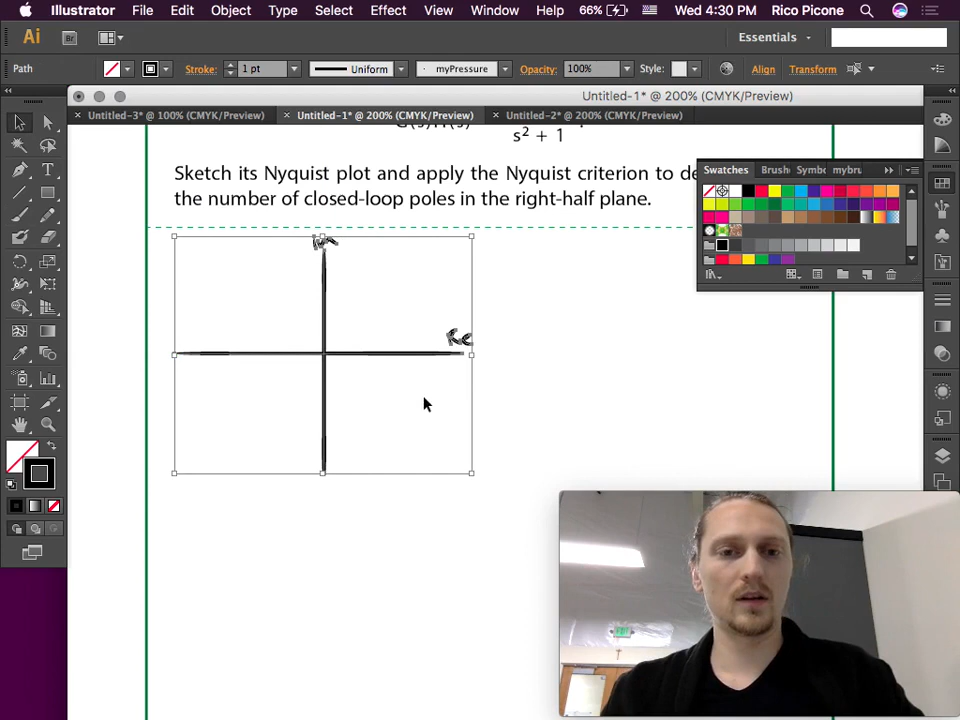 Illustrator File Edit Object Type Select Effect View Window Help 66% Wed 4:30 PM Rico Picone
Ai Br Essentials
Path Stroke: 1 pt Uniform myPressure Opacity: 100% Style: Align Transform
Untitled-1* @ 200% (CMYK/Preview)
Untitled-3* @ 100% (CMYK/Preview) Untitled-1* @ 200% (CMYK/Preview) Untitled-2* @ 200% (CMYK/Preview)
s² + 1
Sketch its Nyquist plot and apply the Nyquist criterion to de
the number of closed-loop poles in the right-half plane.
Swatches Brush Symbo mybru
Im
Re